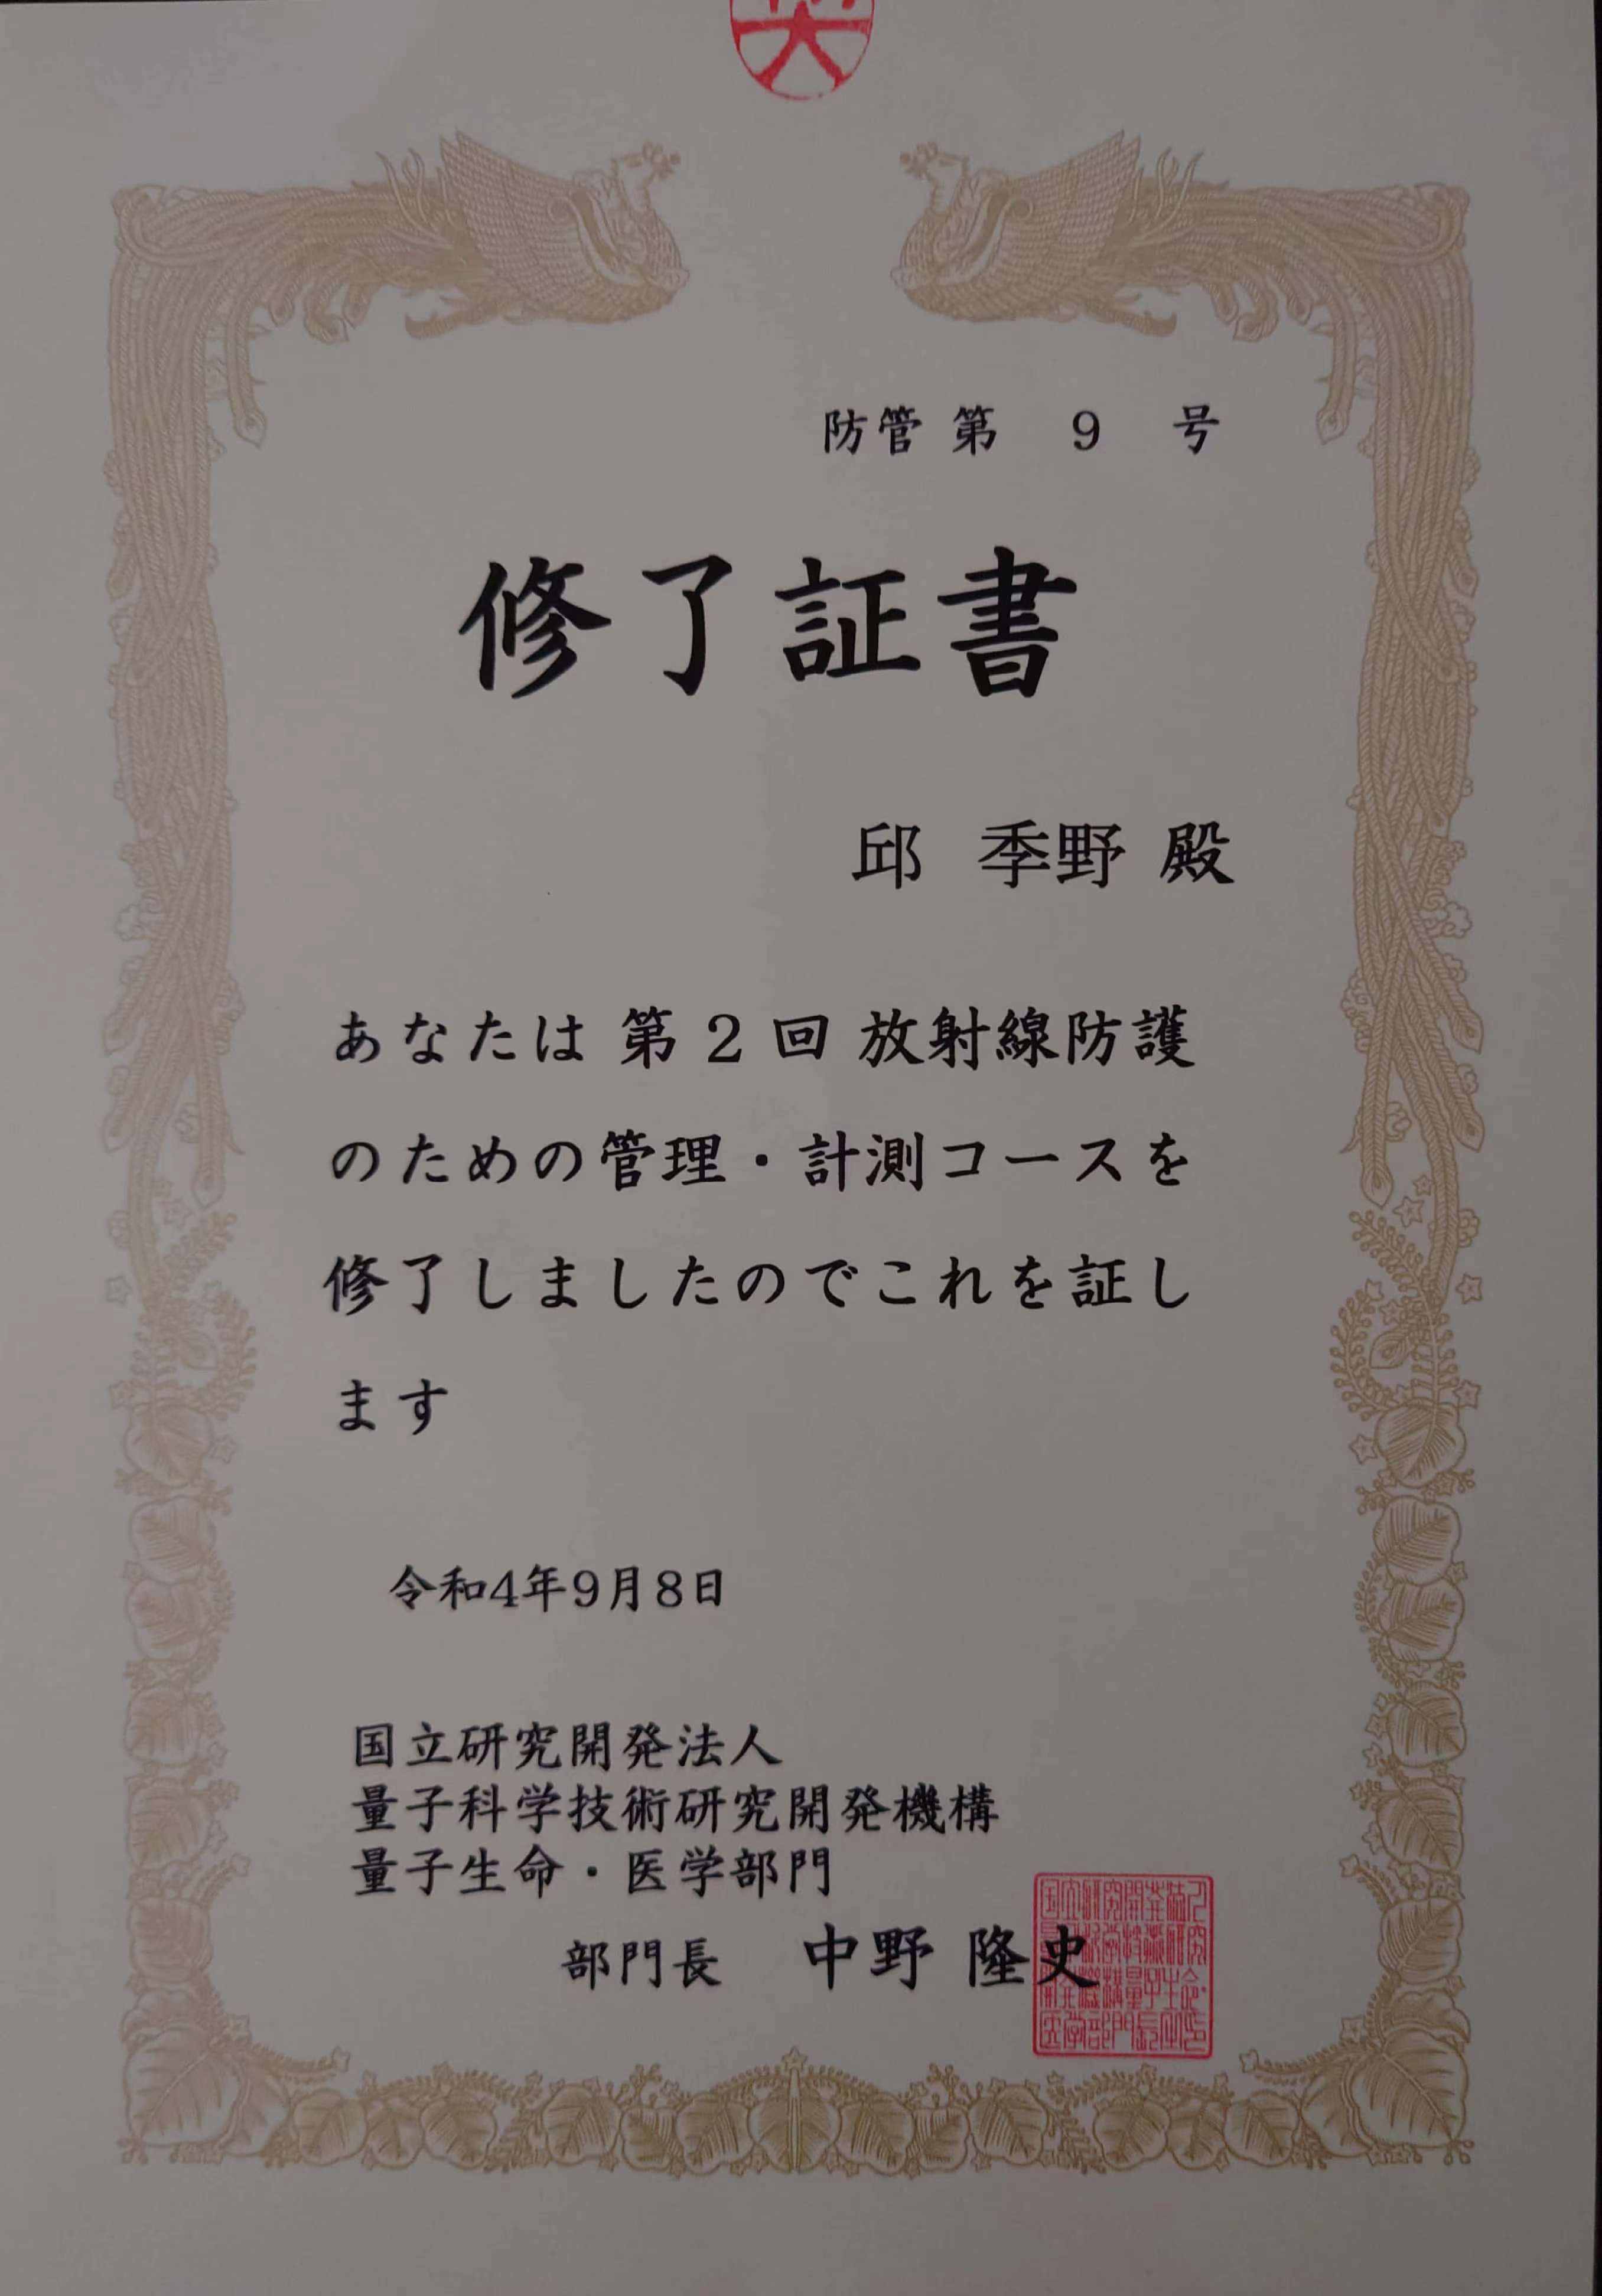 防管 第 9 号
修了証書
邱 季野 殿
あなたは 第 2 回 放射線防護
のための管理・計測コースを
修了しましたのでこれを証し
ます
令和4年9月8日
国立研究開発法人
量子科学技術研究開発機構
量子生命・医学部門
部門長 中野 隆史